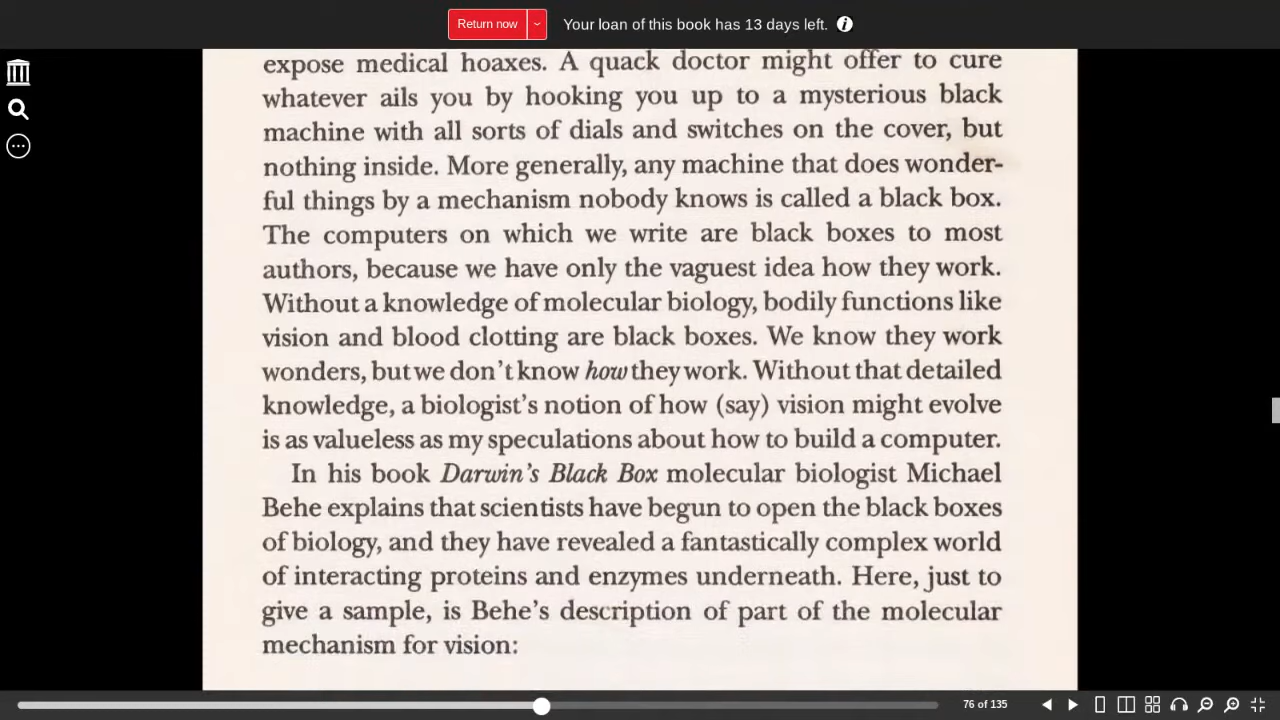 Return now
Your loan of this book has 13 days left.
expose medical hoaxes. A quack doctor might offer to cure
whatever ails you by hooking you up to a mysterious black
machine with all sorts of dials and switches on the cover, but
nothing inside. More generally, any machine that does wonder-
ful things by a mechanism nobody knows is called a black box.
The computers on which we write are black boxes to most
authors, because we have only the vaguest idea how they work.
Without a knowledge of molecular biology, bodily functions like
vision and blood clotting are black boxes. We know they work
wonders, but we don't know how they work. Without that detailed
knowledge, a biologist's notion of how (say) vision might evolve
is as valueless as my speculations about how to build a computer.
In his book Darwin's Black Box molecular biologist Michael
Behe explains that scientists have begun to open the black boxes
of biology, and they have revealed a fantastically complex world
of interacting proteins and enzymes underneath. Here, just to
give a sample, is Behe's description of part of the molecular
mechanism for vision:
76 of 135